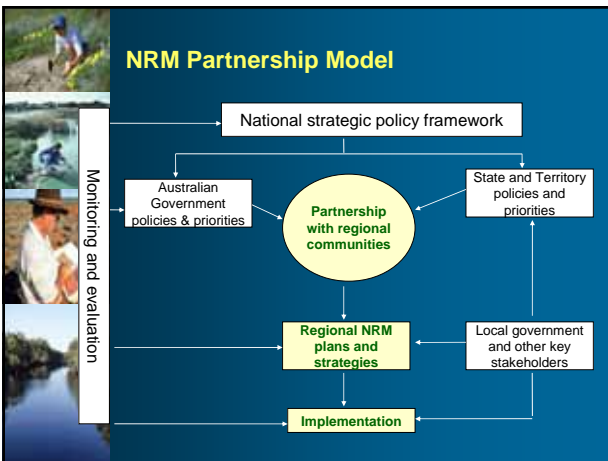 NRM Partnership Model
National strategic policy framework
Monitoring and evaluation
Australian
Government
policies & priorities
Partnership
with regional
communities
State and Territory
policies and
priorities
Regional NRM
plans and
strategies
Local government
and other key
stakeholders
Implementation